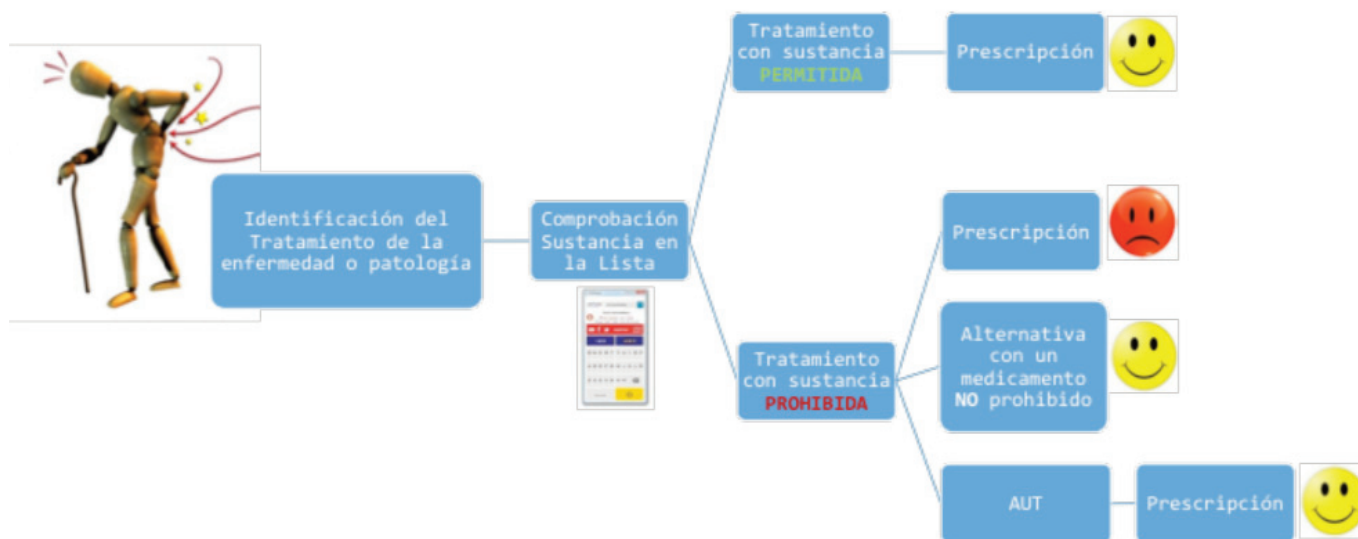 Identificación del
Tratamiento de la
enfermedad o patología
Comprobación
Sustancia en
la Lista
Tratamiento
con sustancia
PERMITIDA
Prescripción
Tratamiento
con sustancia
PROHIBIDA
Prescripción
Alternativa
con un
medicamento
NO prohibido
AUT
Prescripción